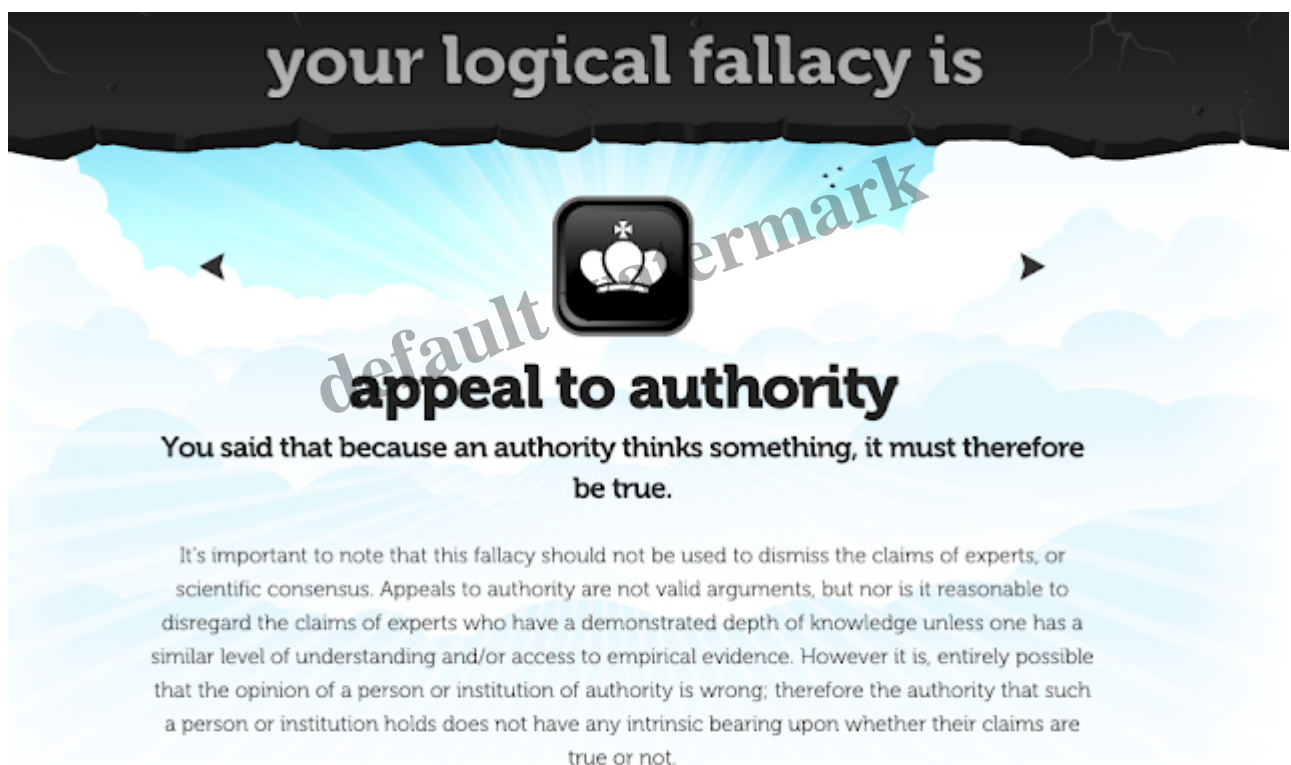 your logical fallacy is
default watermark
appeal to authority
You said that because an authority thinks something, it must therefore
be true.
It's important to note that this fallacy should not be used to dismiss the claims of experts, or
scientific consensus. Appeals to authority are not valid arguments, but nor is it reasonable to
disregard the claims of experts who have a demonstrated depth of knowledge unless one has a
similar level of understanding and/or access to empirical evidence. However it is, entirely possible
that the opinion of a person or institution of authority is wrong; therefore the authority that such
a person or institution holds does not have any intrinsic bearing upon whether their claims are
true or not.